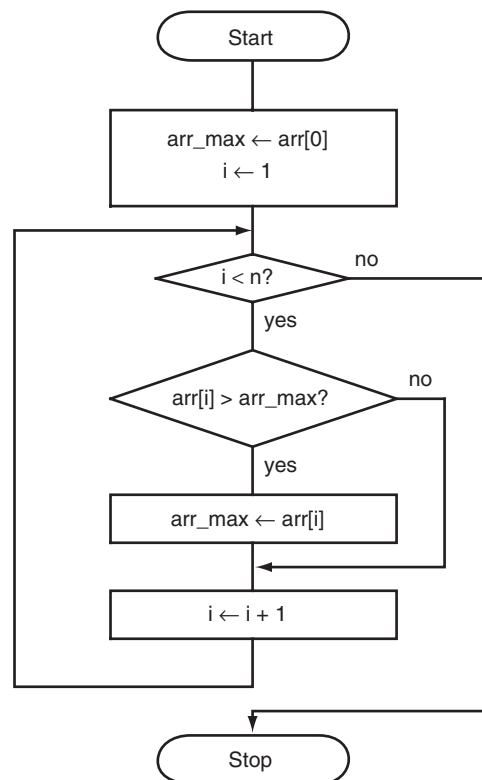 Start
arr_max ← arr[0]
i ← 1
i < n?
no
yes
arr[i] > arr_max?
no
yes
arr_max ← arr[i]
i ← i + 1
Stop